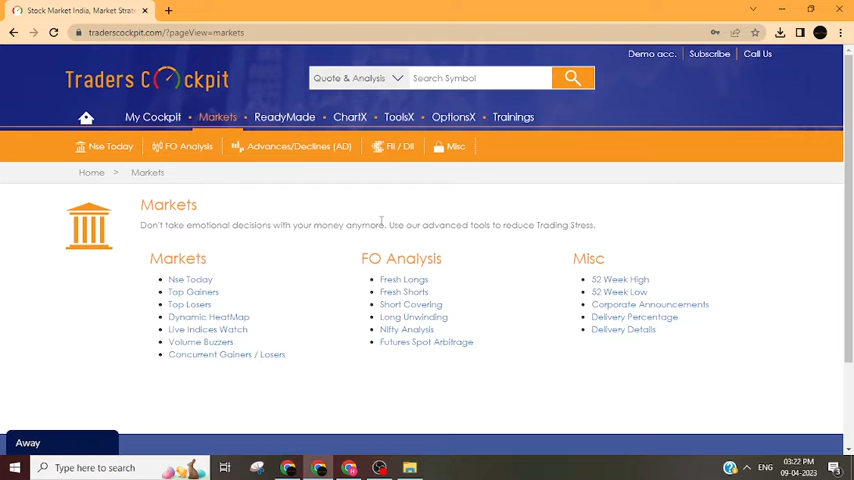 Stock Market India, Market Strate
traderscockpit.com/?pageView=markets
Demo acc. Subscribe Call Us
Traders Cockpit
Quote & Analysis Search Symbol
My Cockpit Markets ReadyMade ChartX ToolsX OptionsX Trainings
Nse Today FO Analysis Advances/Declines (AD) FII / DII Misc
Home > Markets
Markets
Don't take emotional decisions with your money anymore. Use our advanced tools to reduce Trading Stress.
Markets
Nse Today
Top Gainers
Top Losers
Dynamic HeatMap
Live Indices Watch
Volume Buzzers
Concurrent Gainers / Losers
FO Analysis
Fresh Longs
Fresh Shorts
Short Covering
Long Unwinding
Nifty Analysis
Futures Spot Arbitrage
Misc
52 Week High
52 Week Low
Corporate Announcements
Delivery Percentage
Delivery Details
Away
Type here to search
ENG
03:22 PM
09-04-2023
3